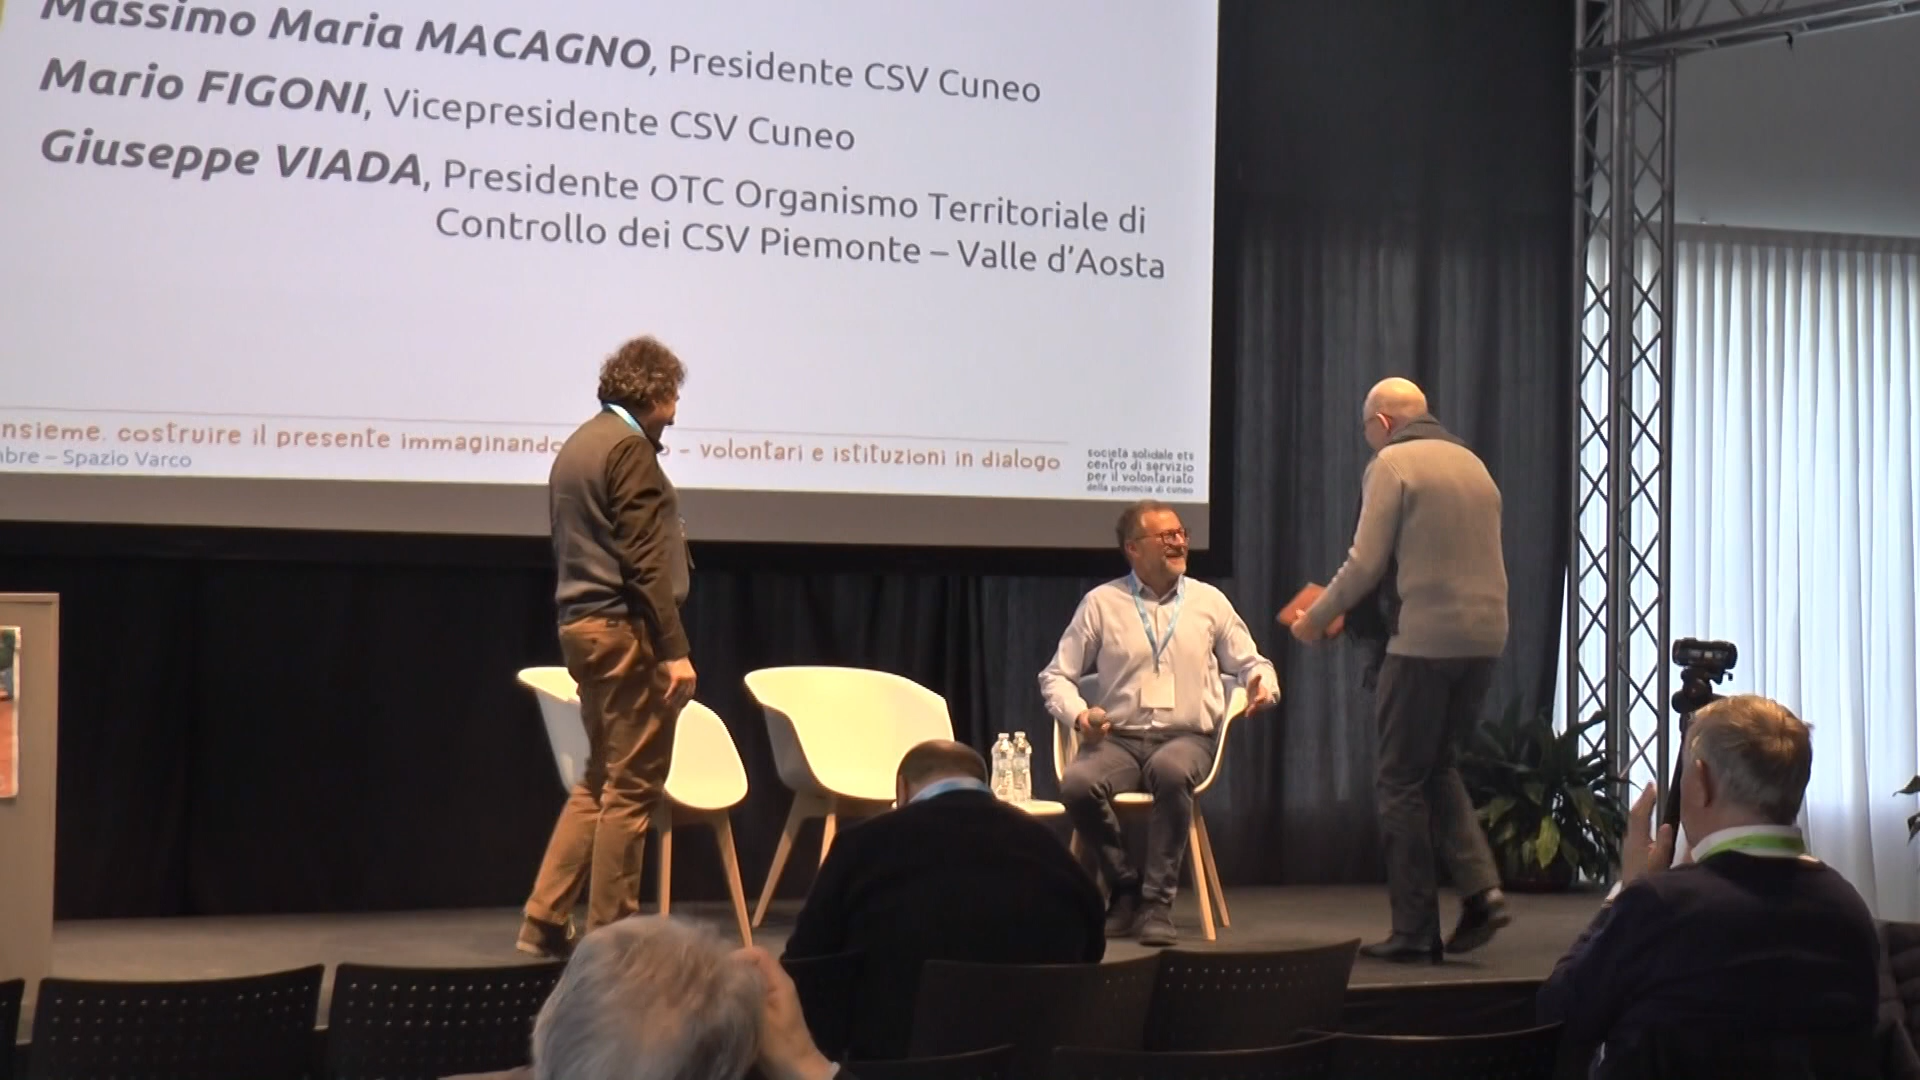 Massimo Maria MACAGNO, Presidente CSV Cuneo
Mario FIGONI, Vicepresidente CSV Cuneo
Giuseppe VIADA, Presidente OTC Organismo Territoriale di
Controllo dei CSV Piemonte – Valle d’Aosta
nsieme. costruire il presente immaginando – volontari e istituzioni in dialogo
bre – Spazio Varco
società solidale ets
centro di servizio
per il volontariato
della provincia di cuneo